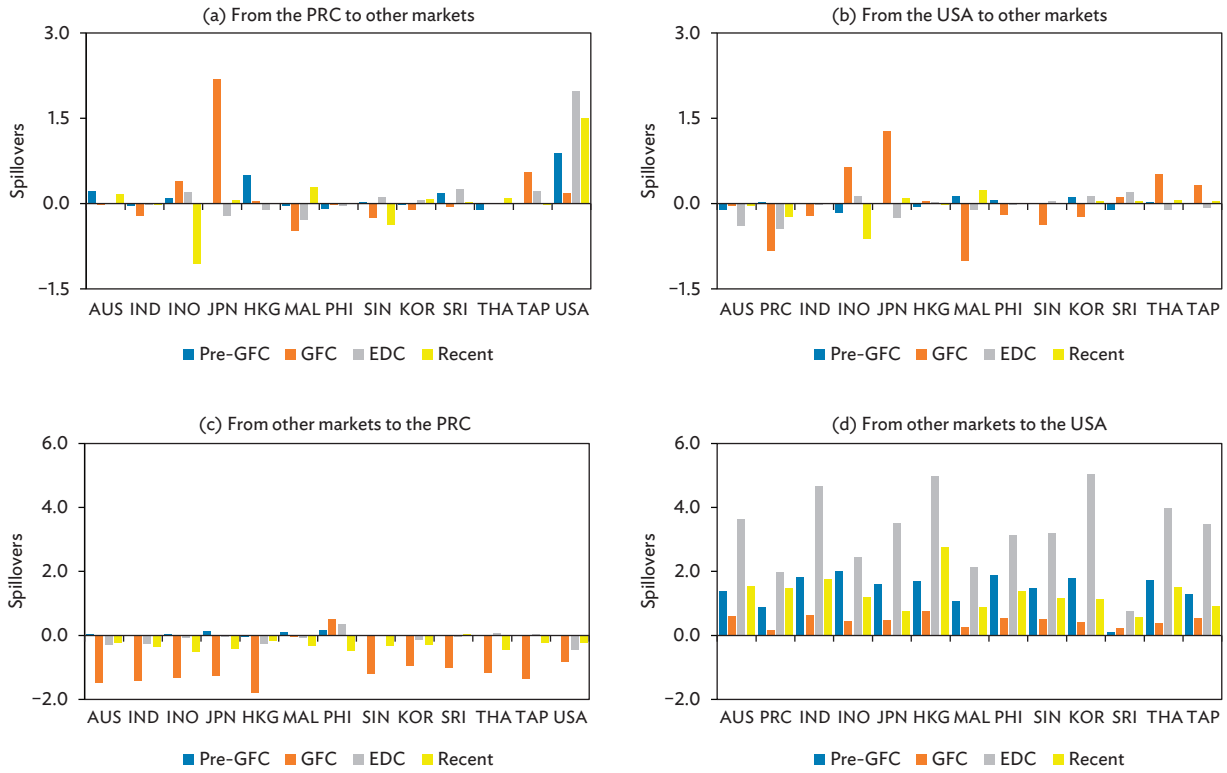 (a) From the PRC to other markets
3.0
1.5
0.0
−1.5
Spillovers
AUS IND INO JPN HKG MAL PHI SIN KOR SRI THA TAP USA
Pre-GFC GFC EDC Recent
(b) From the USA to other markets
3.0
1.5
0.0
−1.5
Spillovers
AUS PRC IND INO JPN HKG MAL PHI SIN KOR SRI THA TAP
Pre-GFC GFC EDC Recent
(c) From other markets to the PRC
6.0
4.0
2.0
0.0
−2.0
Spillovers
AUS IND INO JPN HKG MAL PHI SIN KOR SRI THA TAP USA
Pre-GFC GFC EDC Recent
(d) From other markets to the USA
6.0
4.0
2.0
0.0
−2.0
Spillovers
AUS PRC IND INO JPN HKG MAL PHI SIN KOR SRI THA TAP
Pre-GFC GFC EDC Recent